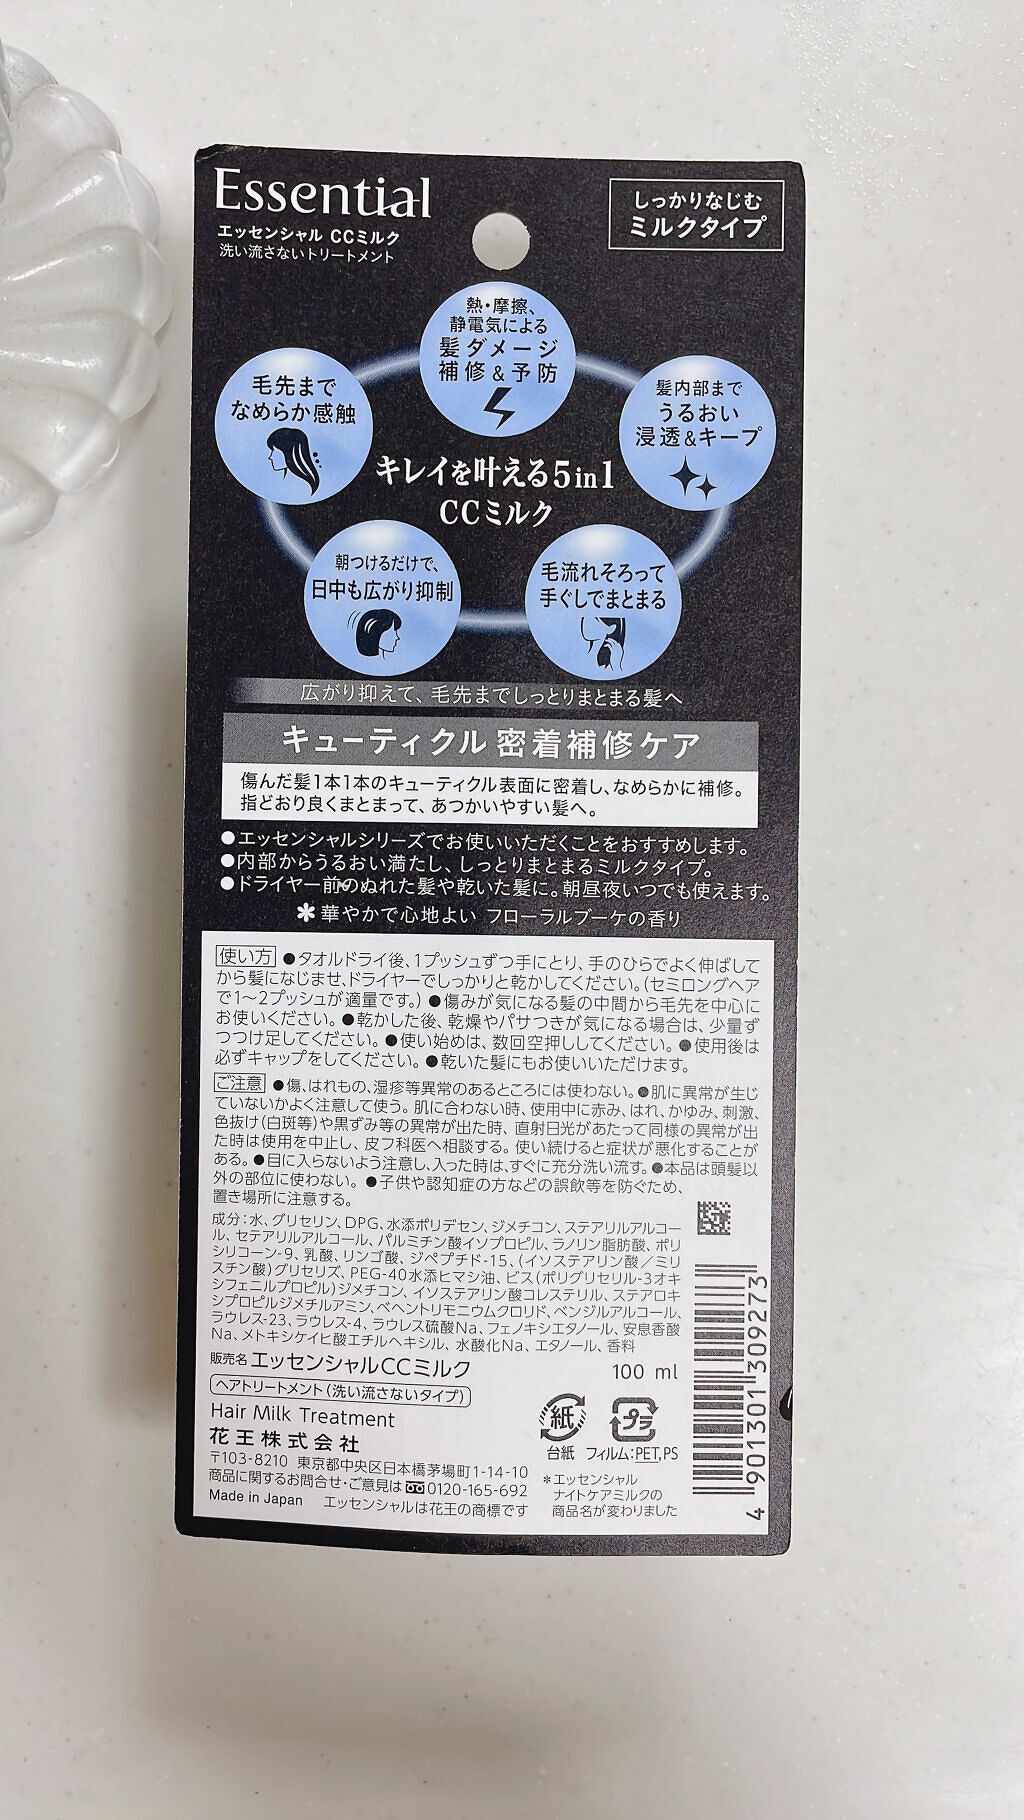 Essential
エッセンシャル CCミルク
洗い流さないトリートメント
しっかりなじむ
ミルクタイプ
熱・摩擦、
静電気による
髪ダメージ
補修&予防
毛先まで
なめらか感触
髪内部まで
うるおい
浸透&キープ
キレイを叶える5in1
CCミルク
朝つけるだけで、
日中も広がり抑制
毛流れそろって
手ぐしでまとまる
広がり抑えて、毛先までしっとりまとまる髪へ
キューティクル 密着補修ケア
傷んだ髪1本1本のキューティクル表面に密着し、なめらかに補修。
指どおり良くまとまって、あつかいやすい髪へ。
●エッセンシャルシリーズでお使いいただくことをおすすめします。
●内部からうるおい満たし、しっとりまとまるミルクタイプ。
●ドライヤー前のぬれた髪や乾いた髪に。朝昼夜いつでも使えます。
✽華やかで心地よい フローラルブーケの香り
使い方 ●タオルドライ後、1プッシュずつ手にとり、手のひらでよく伸ばして
から髪になじませ、ドライヤーでしっかりと乾かしてください。(セミロングヘア
で1〜2プッシュが適量です。) ●傷みが気になる髪の中間から毛先を中心に
お使いください。●乾かした後、乾燥やパサつきが気になる場合は、少量ず
つつけ足してください。●使い始めは、数回空押ししてください。●使用後は
必ずキャップをしてください。●乾いた髪にもお使いいただけます。
ご注意 ●傷、はれもの、湿疹等異常のあるところには使わない。●肌に異常が生じ
ていないかよく注意して使う。肌に合わない時、使用中に赤み、はれ、かゆみ、刺激、
色抜け(白斑等)や黒ずみ等の異常が出た時、直射日光があたって同様の異常が出
た時は使用を中止し、皮フ科医へ相談する。使い続けると症状が悪化することが
ある。●目に入らないよう注意し、入った時は、すぐに充分洗い流す。●本品は頭髪以
外の部位に使わない。●子供や認知症の方などの誤飲等を防ぐため、
置き場所に注意する。
成分:水、グリセリン、DPG、水添ポリデセン、ジメチコン、ステアリルアルコー
ル、セテアリルアルコール、パルミチン酸イソプロピル、ラノリン脂肪酸、ポリ
シリコーン-9、乳酸、リンゴ酸、ジペプチド-15、(イソステアリン酸/ミリ
スチン酸)グリセリズ、PEG-40水添ヒマシ油、ビス(ポリグリセリル-3オキ
シフェニルプロピル)ジメチコン、イソステアリン酸コレステリル、ステアロキ
シプロピルジメチルアミン、ベヘントリモニウムクロリド、ベンジルアルコール、
ラウレス-23、ラウレス-4、ラウレス硫酸Na、フェノキシエタノール、安息香酸
Na、メトキシケイヒ酸エチルヘキシル、水酸化Na、エタノール、香料
販売名 エッセンシャルCCミルク
100 ml
ヘアトリートメント(洗い流さないタイプ)
Hair Milk Treatment
花王株式会社
〒103-8210 東京都中央区日本橋茅場町1-14-10
商品に関するお問合せ・ご意見は 0120-165-692
Made in Japan エッセンシャルは花王の商標です
紙
プラ
台紙 フィルム:PET,PS
*エッセンシャル
ナイトケアミルクの
商品名が変わりました
4 901301 309273